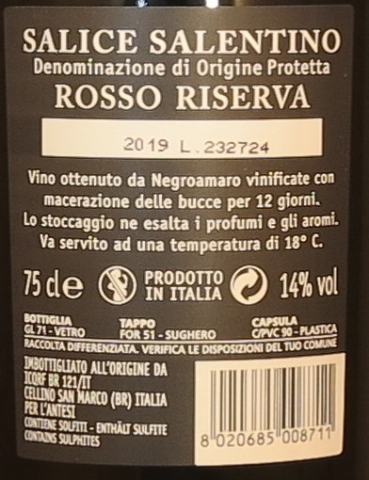 SALICE SALENTINO
Denominazione di Origine Protetta
ROSSO RISERVA
2019 L. 232724
Vino ottenuto da Negroamaro vinificate con
macerazione delle bucce per 12 giorni.
Lo stoccaggio ne esalta i profumi e gli aromi.
Va servito ad una temperatura di 18° C.
75 cl e PRODOTTO IN ITALIA 14% vol
BOTTIGLIA TAPPO CAPSULA
GL 71 - VETRO FOR 51 - SUGHERO C/PVC 90 - PLASTICA
RACCOLTA DIFFERENZIATA. VERIFICA LE DISPOSIZIONI DEL TUO COMUNE
IMBOTTIGLIATO ALL'ORIGINE DA
ICQRF BR 121/IT
CELLINO SAN MARCO (BR) ITALIA
PER L'ANTESI
CONTIENE SOLFITI - ENTHÄLT SULFITE
CONTAINS SULPHITES
8 020685 008711